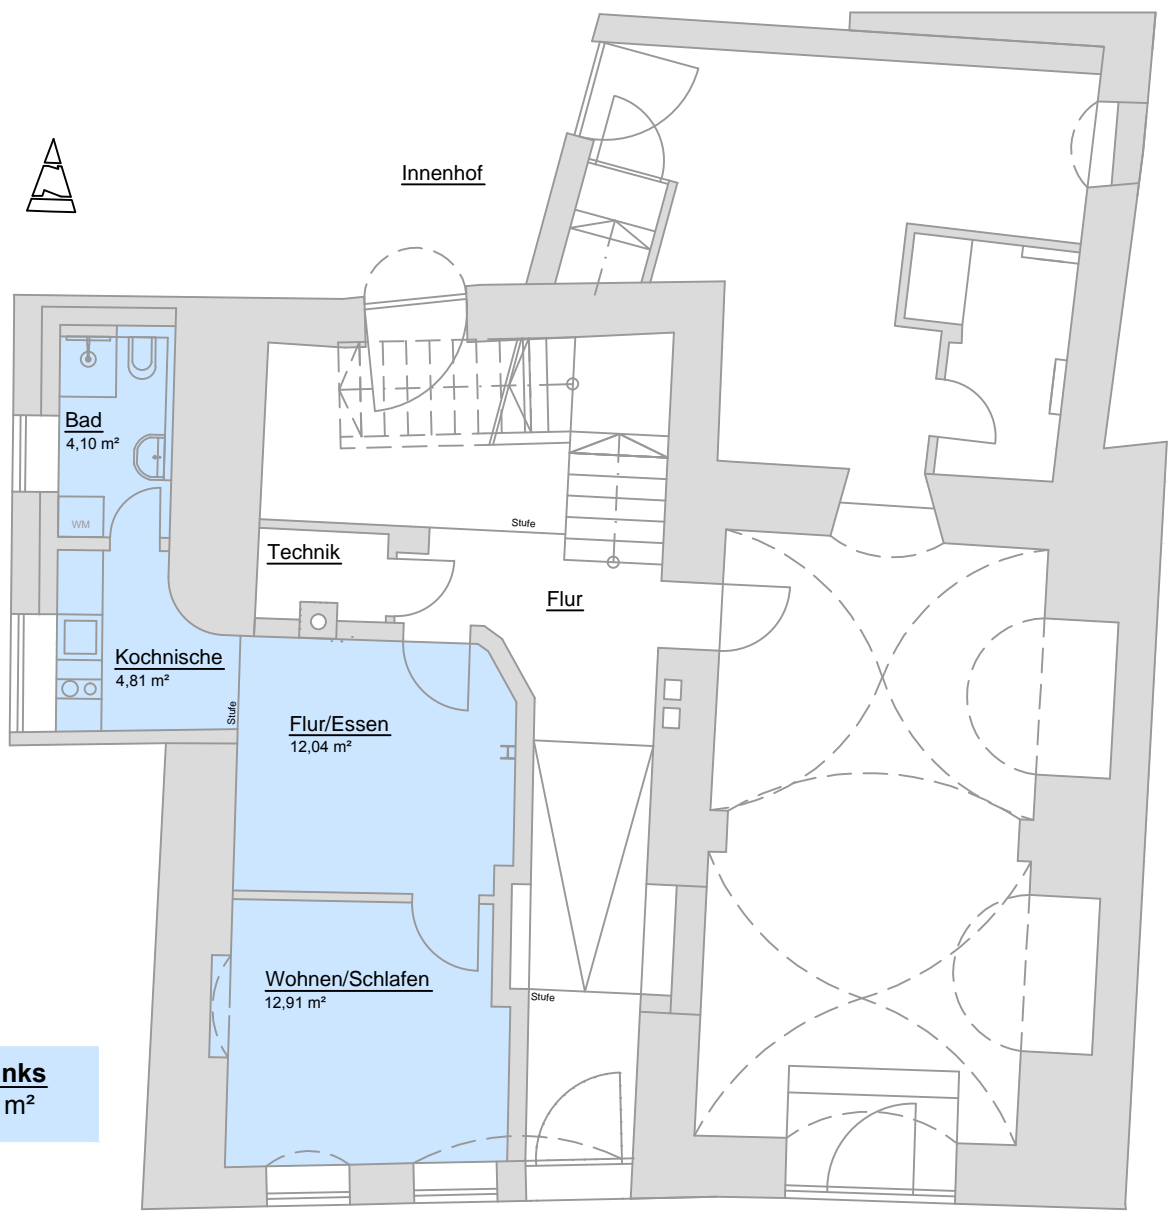 Innenhof
Bad
4,10 m²
WM
Stufe
Technik
Flur
Kochnische
4,81 m²
Stufe
Flur/Essen
12,04 m²
Wohnen/Schlafen
12,91 m²
Stufe
nks
m²